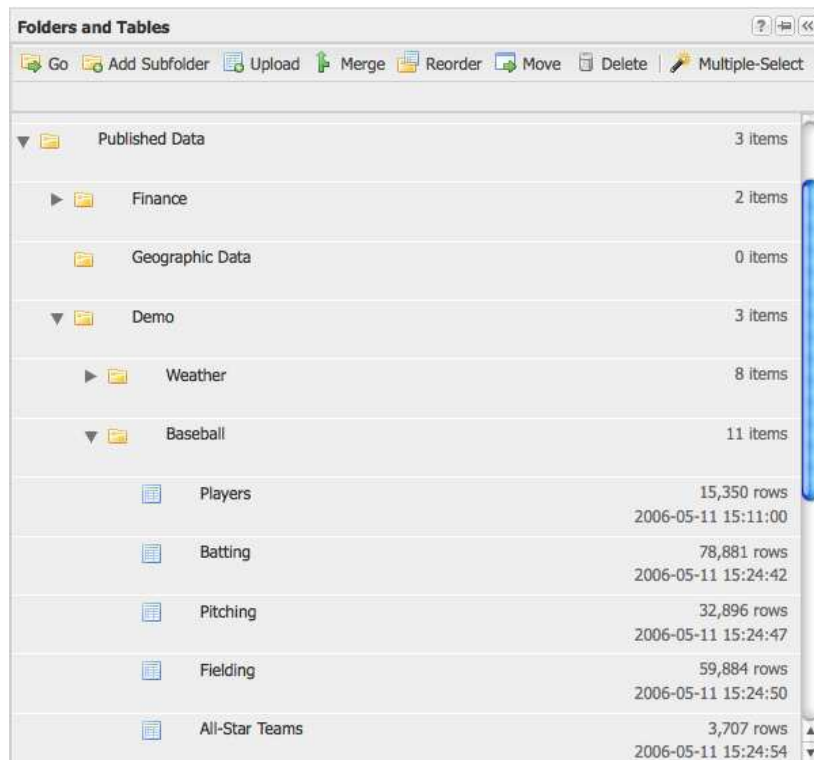 Folders and Tables ?
Go Add Subfolder Upload Merge Reorder Move Delete Multiple-Select
Published Data 3 items
Finance 2 items
Geographic Data 0 items
Demo 3 items
Weather 8 items
Baseball 11 items
Players 15,350 rows
2006-05-11 15:11:00
Batting 78,881 rows
2006-05-11 15:24:42
Pitching 32,896 rows
2006-05-11 15:24:47
Fielding 59,884 rows
2006-05-11 15:24:50
All-Star Teams 3,707 rows
2006-05-11 15:24:54